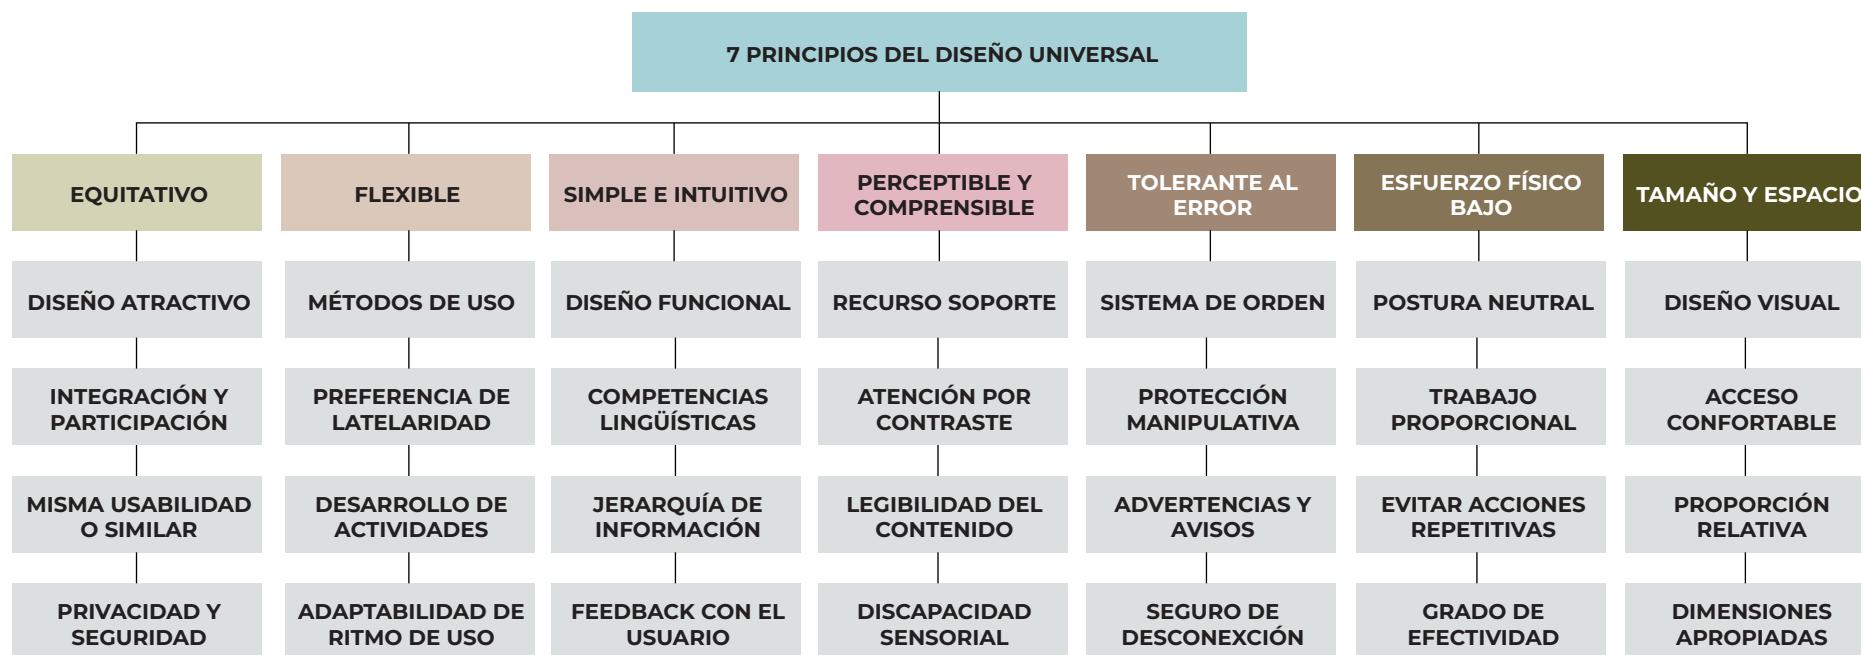 7 PRINCIPIOS DEL DISEÑO UNIVERSAL
EQUITATIVO
FLEXIBLE
SIMPLE E INTUITIVO
PERCEPTIBLE Y
COMPRENSIBLE
TOLERANTE AL
ERROR
ESFUERZO FÍSICO
BAJO
TAMAÑO Y ESPACIO
DISEÑO ATRACTIVO
MÉTODOS DE USO
DISEÑO FUNCIONAL
RECURSO SOPORTE
SISTEMA DE ORDEN
POSTURA NEUTRAL
DISEÑO VISUAL
INTEGRACIÓN Y
PARTICIPACIÓN
PREFERENCIA DE
LATELARIDAD
COMPETENCIAS
LINGÜÍSTICAS
ATENCIÓN POR
CONTRASTE
PROTECCIÓN
MANIPULATIVA
TRABAJO
PROPORCIONAL
ACCESO
CONFORTABLE
MISMA USABILIDAD
O SIMILAR
DESARROLLO DE
ACTIVIDADES
JERARQUÍA DE
INFORMACIÓN
LEGIBILIDAD DEL
CONTENIDO
ADVERTENCIAS Y
AVISOS
EVITAR ACCIONES
REPETITIVAS
PROPORCIÓN
RELATIVA
PRIVACIDAD Y
SEGURIDAD
ADAPTABILIDAD DE
RITMO DE USO
FEEDBACK CON EL
USUARIO
DISCAPACIDAD
SENSORIAL
SEGURO DE
DESCONEXCIÓN
GRADO DE
EFECTIVIDAD
DIMENSIONES
APROPIADAS